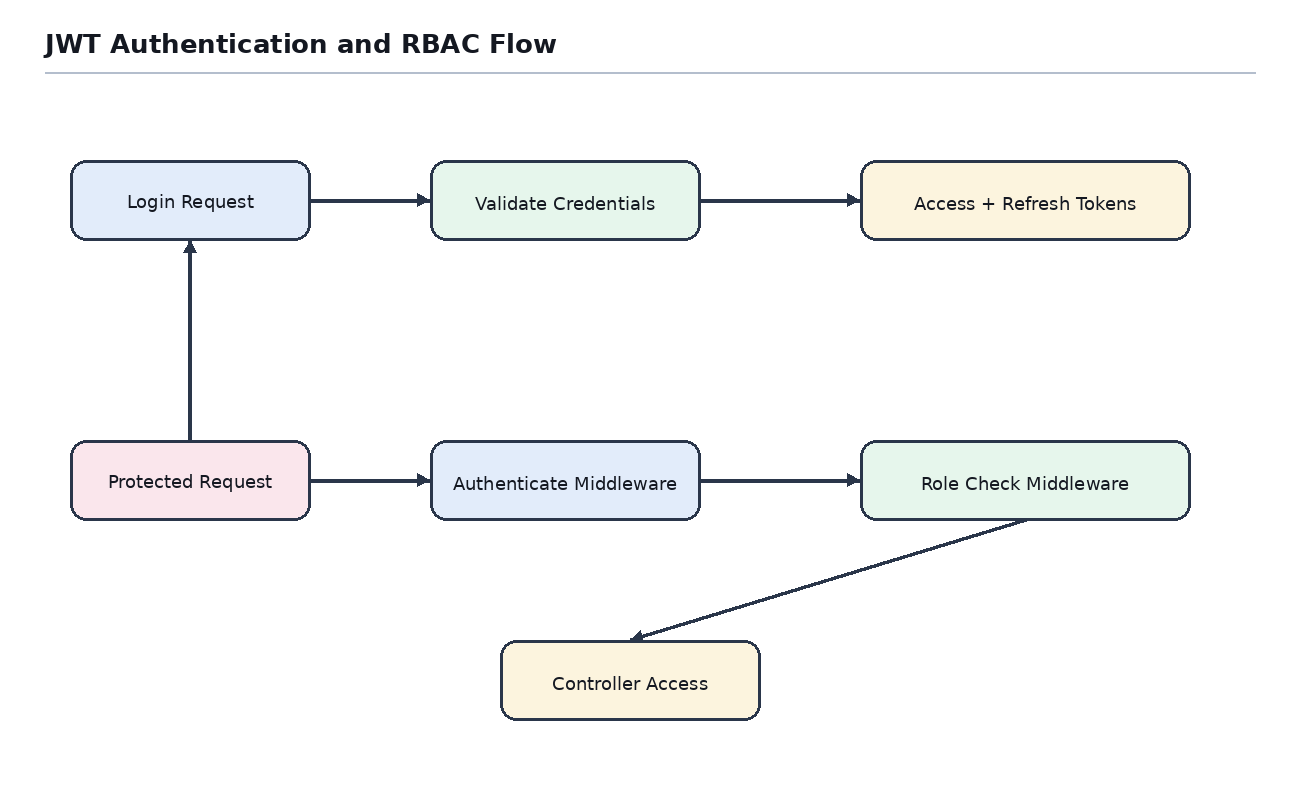 JWT Authentication and RBAC Flow
Login Request
Validate Credentials
Access + Refresh Tokens
Protected Request
Authenticate Middleware
Role Check Middleware
Controller Access